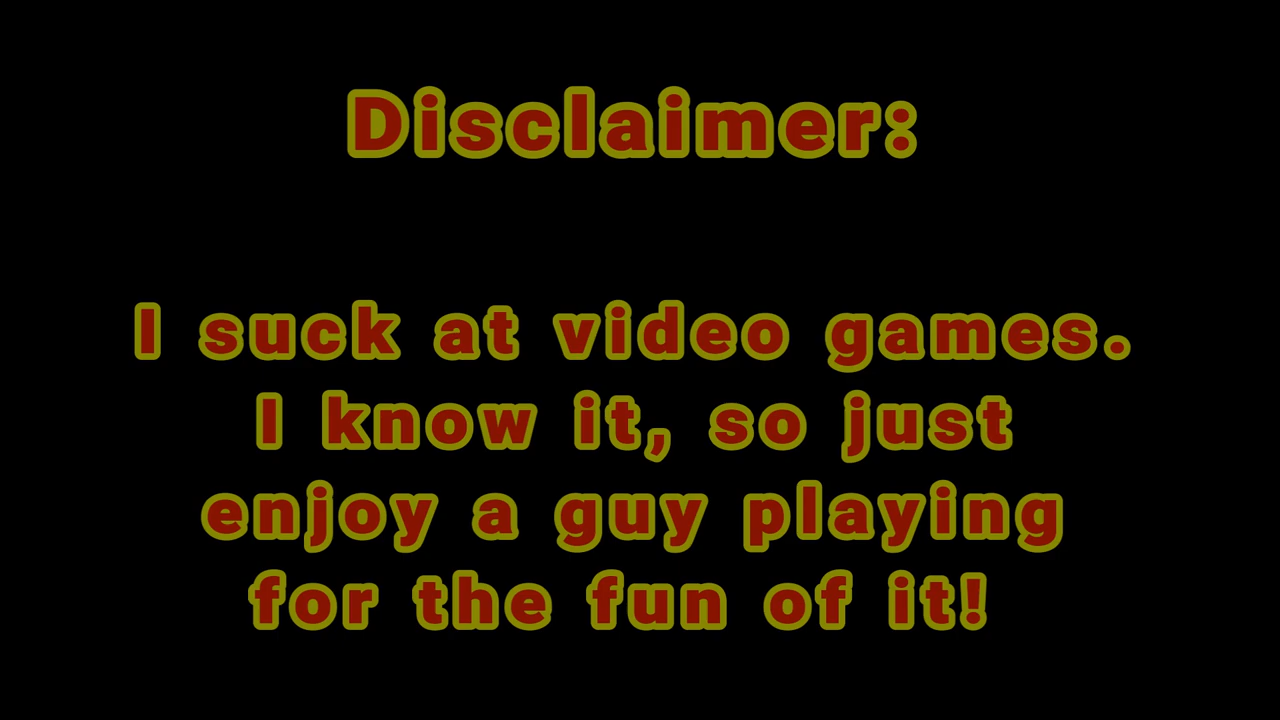 Disclaimer:
I suck at video games.
I know it, so just
enjoy a guy playing
for the fun of it!